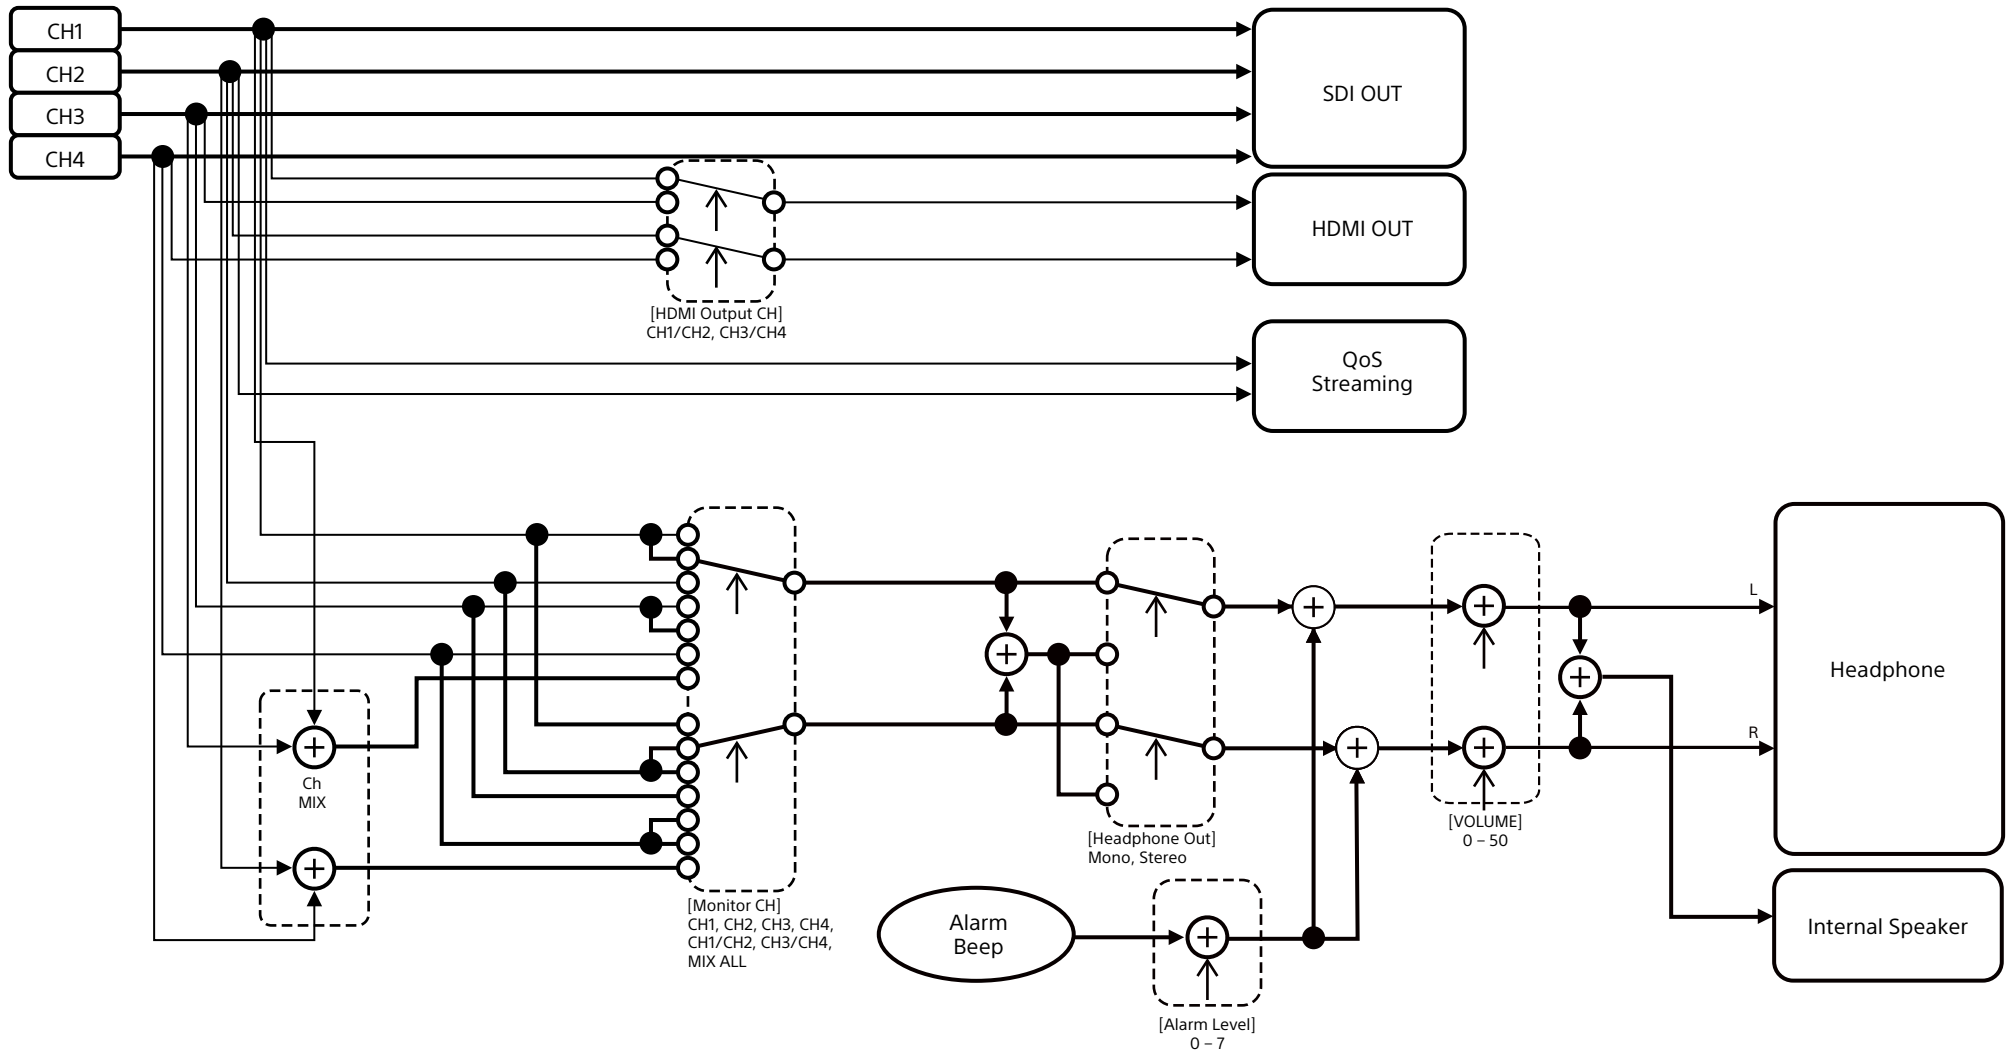 CH1
CH2
CH3
CH4
SDI OUT
HDMI OUT
[HDMI Output CH]
CH1/CH2, CH3/CH4
QoS
Streaming
Ch
MIX
[Monitor CH]
CH1, CH2, CH3, CH4,
CH1/CH2, CH3/CH4,
MIX ALL
[Headphone Out]
Mono, Stereo
Alarm
Beep
[Alarm Level]
0 – 7
[VOLUME]
0 – 50
L
R
Headphone
Internal Speaker